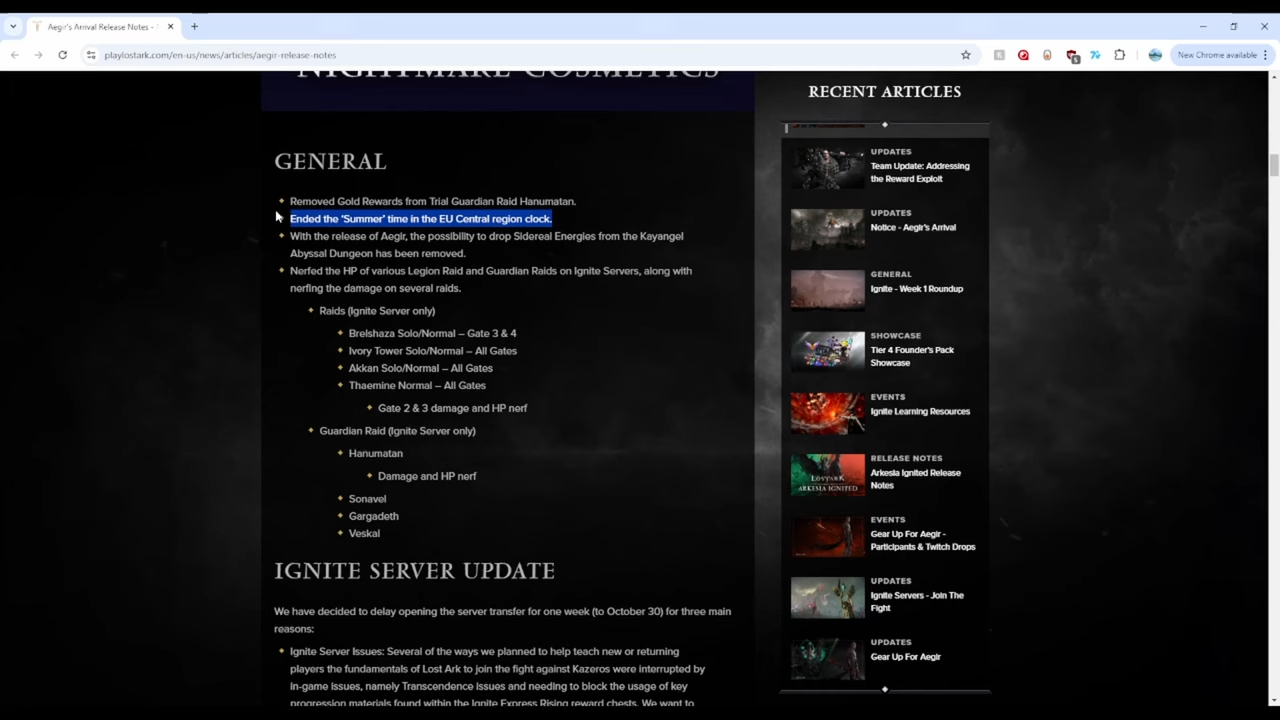 Aegir's Arrival Release Notes -
playlostark.com/en-us/news/articles/aegir-release-notes
New Chrome available
NIGHTMARE COSMETICS
GENERAL
Removed Gold Rewards from Trial Guardian Raid Hanumatan.
Ended the 'Summer' time in the EU Central region clock.
With the release of Aegir, the possibility to drop Sidereal Energies from the Kayangel
Abyssal Dungeon has been removed.
Nerfed the HP of various Legion Raid and Guardian Raids on Ignite Servers, along with
nerfing the damage on several raids.
Raids (Ignite Server only)
Brelshaza Solo/Normal – Gate 3 & 4
Ivory Tower Solo/Normal – All Gates
Akkan Solo/Normal – All Gates
Thaemine Normal – All Gates
Gate 2 & 3 damage and HP nerf
Guardian Raid (Ignite Server only)
Hanumatan
Damage and HP nerf
Sonavel
Gargadeth
Veskal
IGNITE SERVER UPDATE
We have decided to delay opening the server transfer for one week (to October 30) for three main
reasons:
Ignite Server Issues: Several of the ways we planned to help teach new or returning
players the fundamentals of Lost Ark to join the fight against Kazeros were interrupted by
in-game issues, namely Transcendence issues and needing to block the usage of key
progression materials found within the Ignite Express Rising reward chests. We want to
RECENT ARTICLES
UPDATES
Team Update: Addressing
the Reward Exploit
UPDATES
Notice - Aegir's Arrival
GENERAL
Ignite - Week 1 Roundup
SHOWCASE
Tier 4 Founder's Pack
Showcase
EVENTS
Ignite Learning Resources
RELEASE NOTES
Arkesia Ignited Release
Notes
LOST ARK
ARKESIA IGNITED
EVENTS
Gear Up For Aegir -
Participants & Twitch Drops
UPDATES
Ignite Servers - Join The
Fight
UPDATES
Gear Up For Aegir